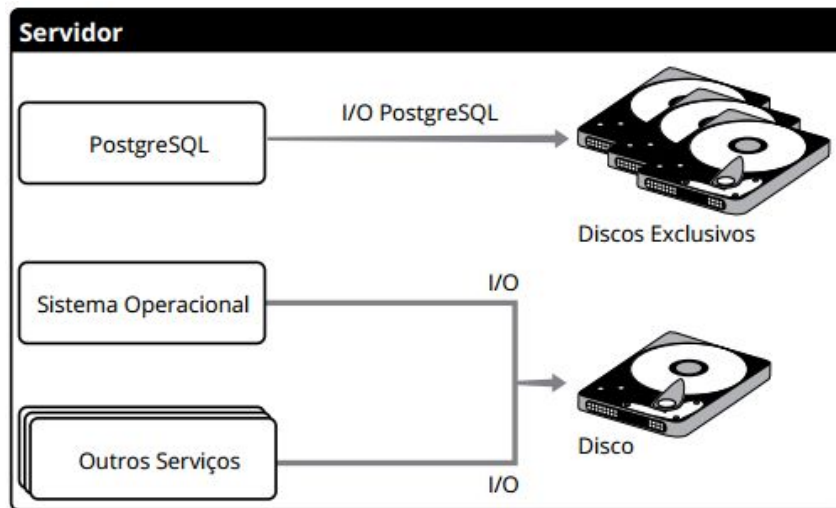 Servidor
PostgreSQL
I/O PostgreSQL
Discos Exclusivos
Sistema Operacional
I/O
Disco
Outros Serviços
I/O